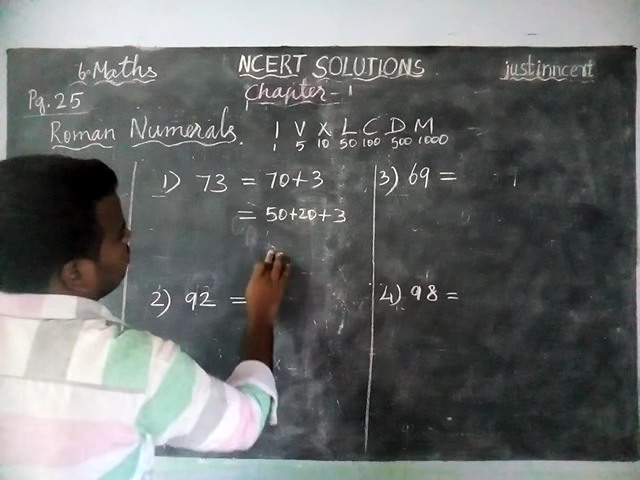 6 Maths NCERT SOLUTIONS justinncert
Pg. 25 Chapter - 1
Roman Numerals. I V X L C D M
1 5 10 50 100 500 1000
1) 73 = 70+3
= 50+20+3
2) 92 =
3) 69 =
4) 98 =